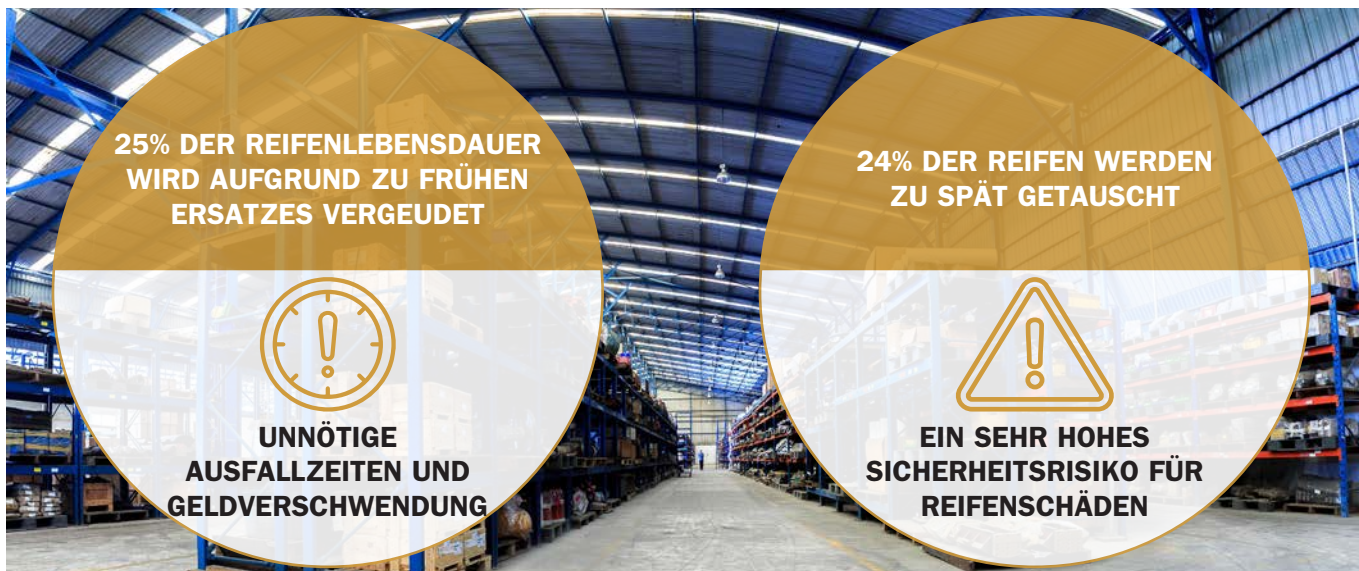 25% DER REIFENLEBENSDAUER
WIRD AUFGRUND ZU FRÜHEN
ERSATZES VERGEUDET
UNNÖTIGE
AUSFALLZEITEN UND
GELDVERSCHWENDUNG
24% DER REIFEN WERDEN
ZU SPÄT GETAUSCHT
EIN SEHR HOHES
SICHERHEITSRISIKO FÜR
REIFENSCHÄDEN